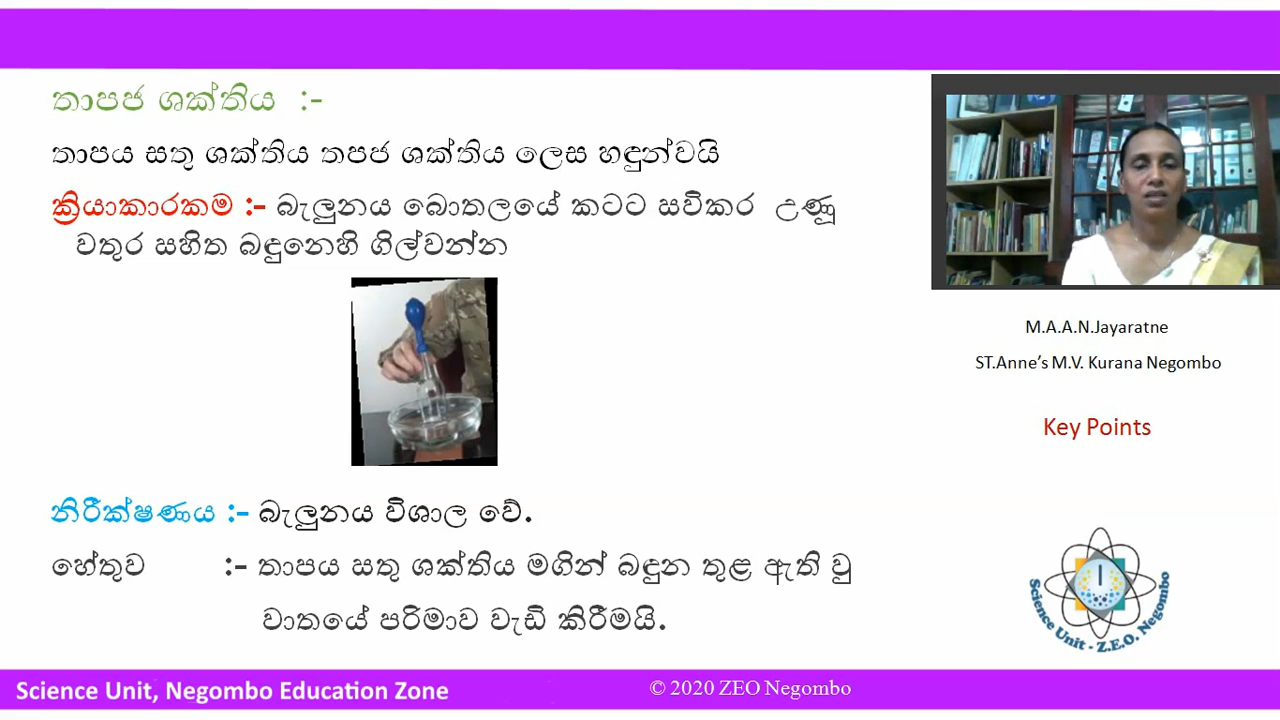 තාපජ ශක්තිය :-
තාපය සතු ශක්තිය තපජ ශක්තිය ලෙස හඳුන්වයි
ක්‍රියාකාරකම :- බැලුනය බොතලයේ කටට සවිකර උණූ
වතුර සහිත බඳුනෙහි ගිල්වන්න
M.A.A.N.Jayaratne
ST.Anne's M.V. Kurana Negombo
Key Points
නිරීක්ෂණය :- බැලුනය විශාල වේ.
හේතුව :- තාපය සතු ශක්තිය මගින් බඳුන තුළ ඇති වු
වාතයේ පරිමාව වැඩි කිරීමයි.
Science Unit - Z.E.O. Negombo
Science Unit, Negombo Education Zone
© 2020 ZEO Negombo